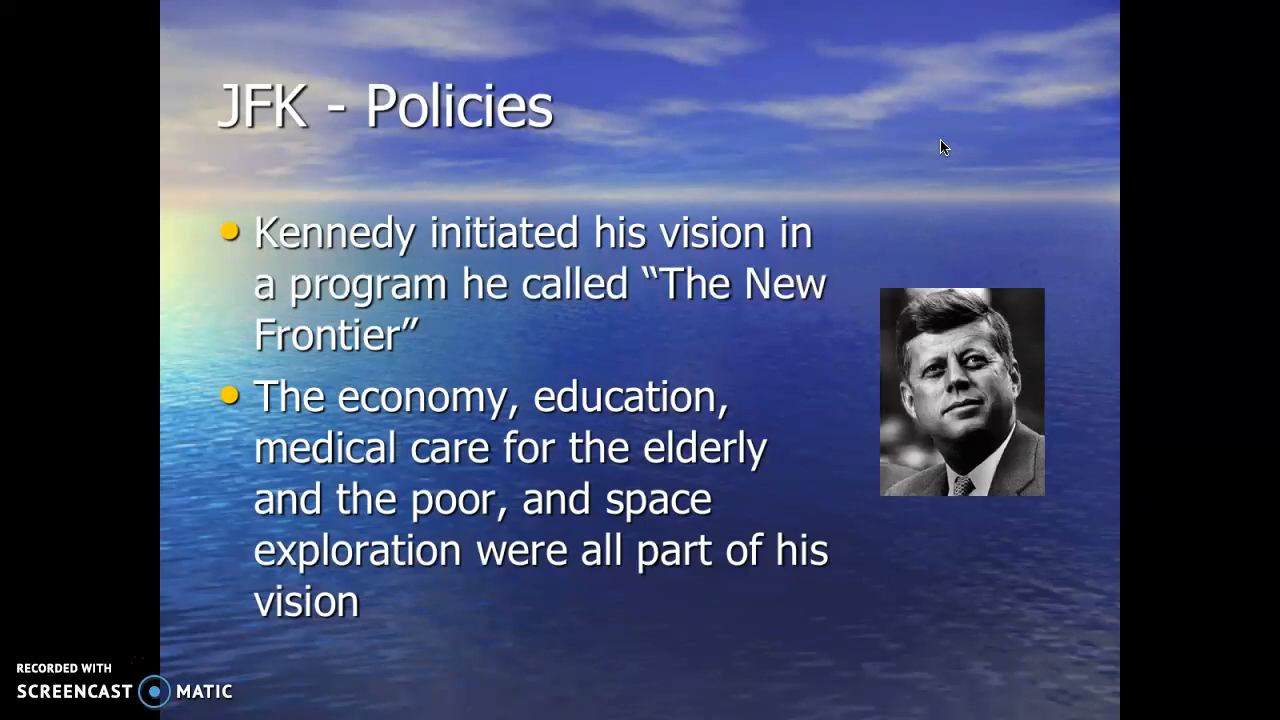 JFK - Policies
Kennedy initiated his vision in
a program he called “The New
Frontier”
The economy, education,
medical care for the elderly
and the poor, and space
exploration were all part of his
vision
RECORDED WITH
SCREENCAST MATIC